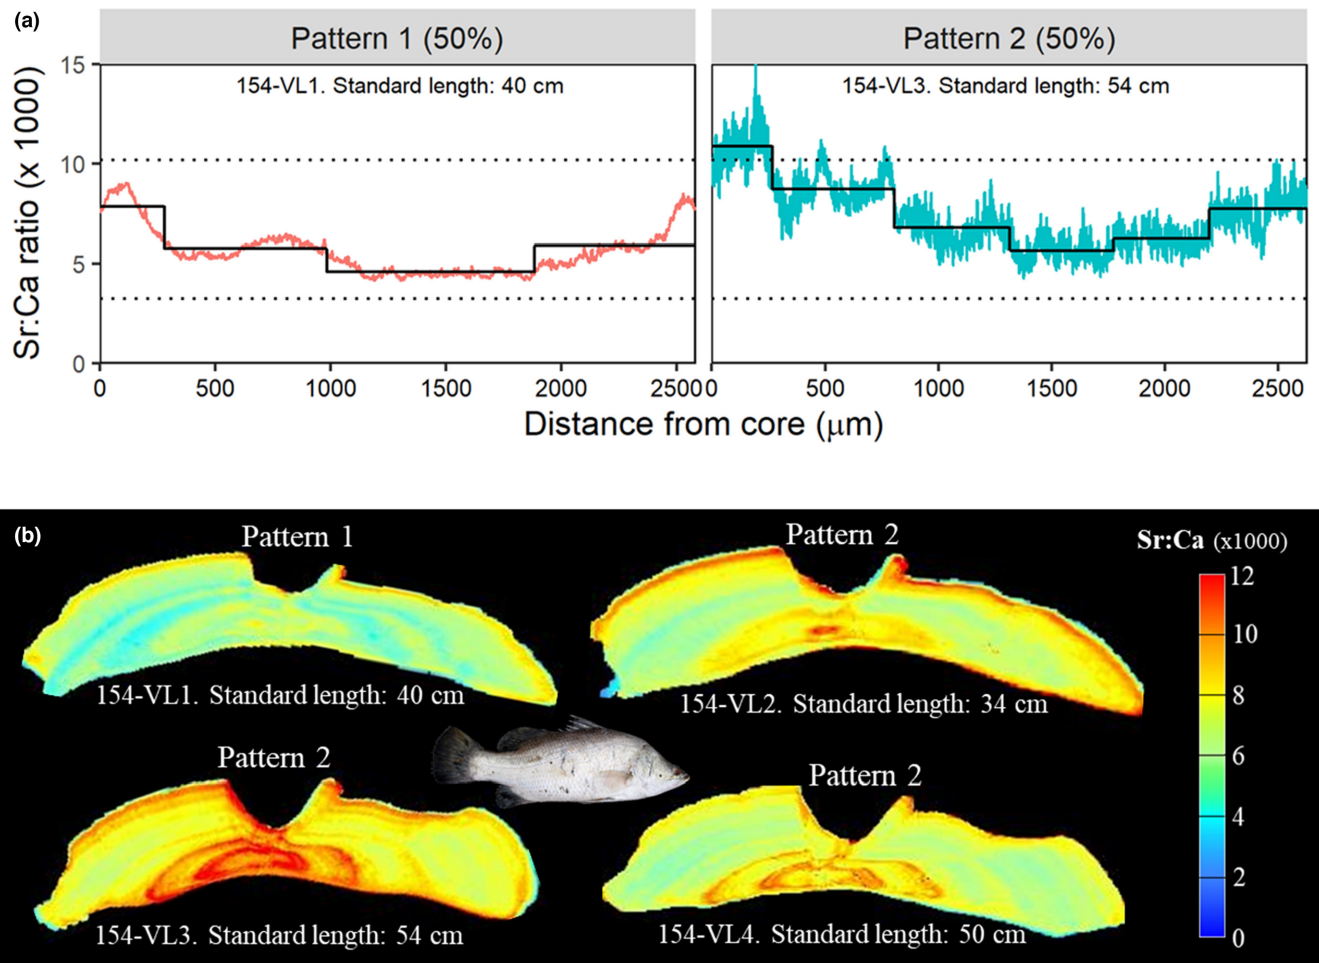 (a)
Pattern 1 (50%)
Pattern 2 (50%)
154-VL1. Standard length: 40 cm
154-VL3. Standard length: 54 cm
Sr:Ca ratio (x 1000)
15
10
5
0
0 500 1000 1500 2000 2500
0 500 1000 1500 2000 2500
Distance from core (μm)
(b)
Pattern 1
154-VL1. Standard length: 40 cm
Pattern 2
154-VL2. Standard length: 34 cm
Pattern 2
154-VL3. Standard length: 54 cm
Pattern 2
154-VL4. Standard length: 50 cm
Sr:Ca (x1000)
12
10
8
6
4
2
0